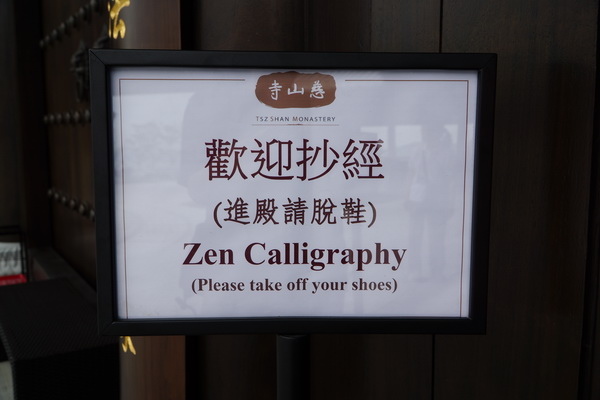 寺山慈
TSZ SHAN MONASTERY
歡迎抄經
(進殿請脫鞋)
Zen Calligraphy
(Please take off your shoes)